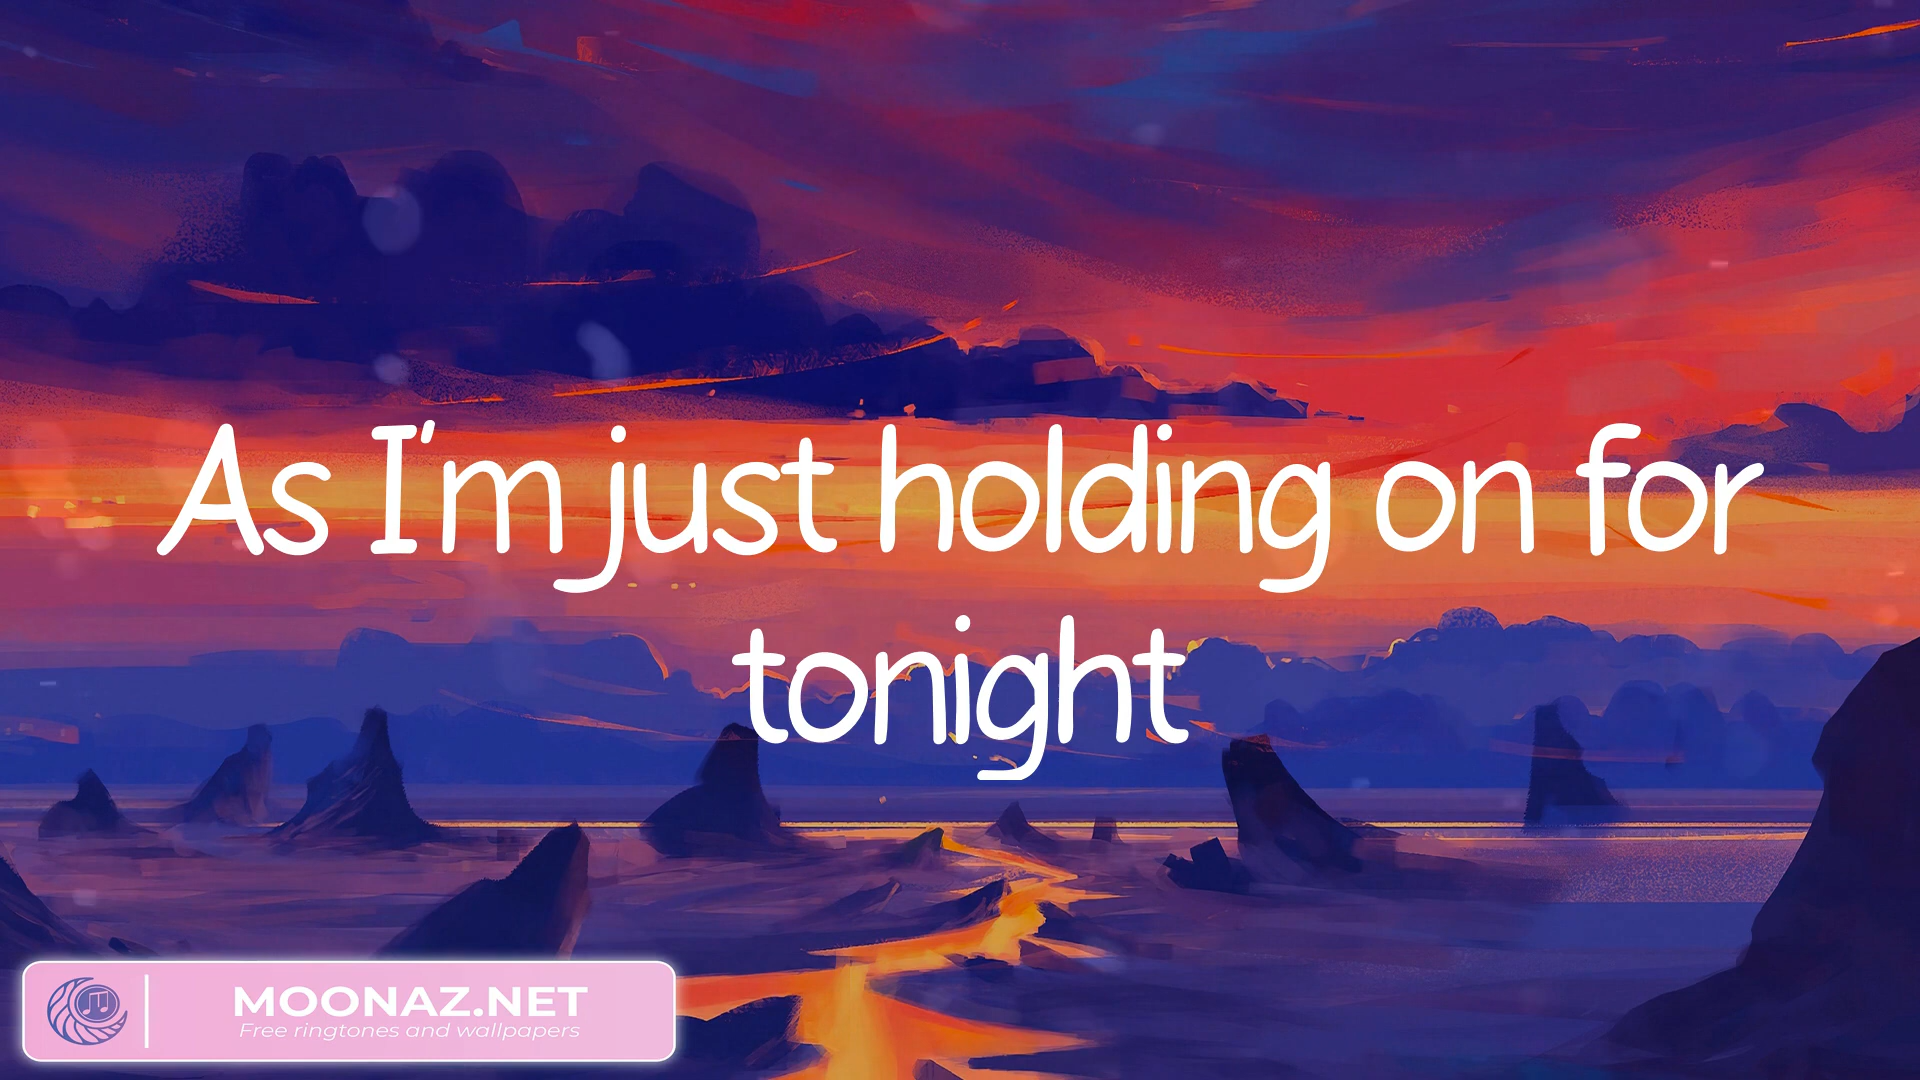 As I'm just holding on for
tonight
MOONAZ.NET
Free ringtones and wallpapers